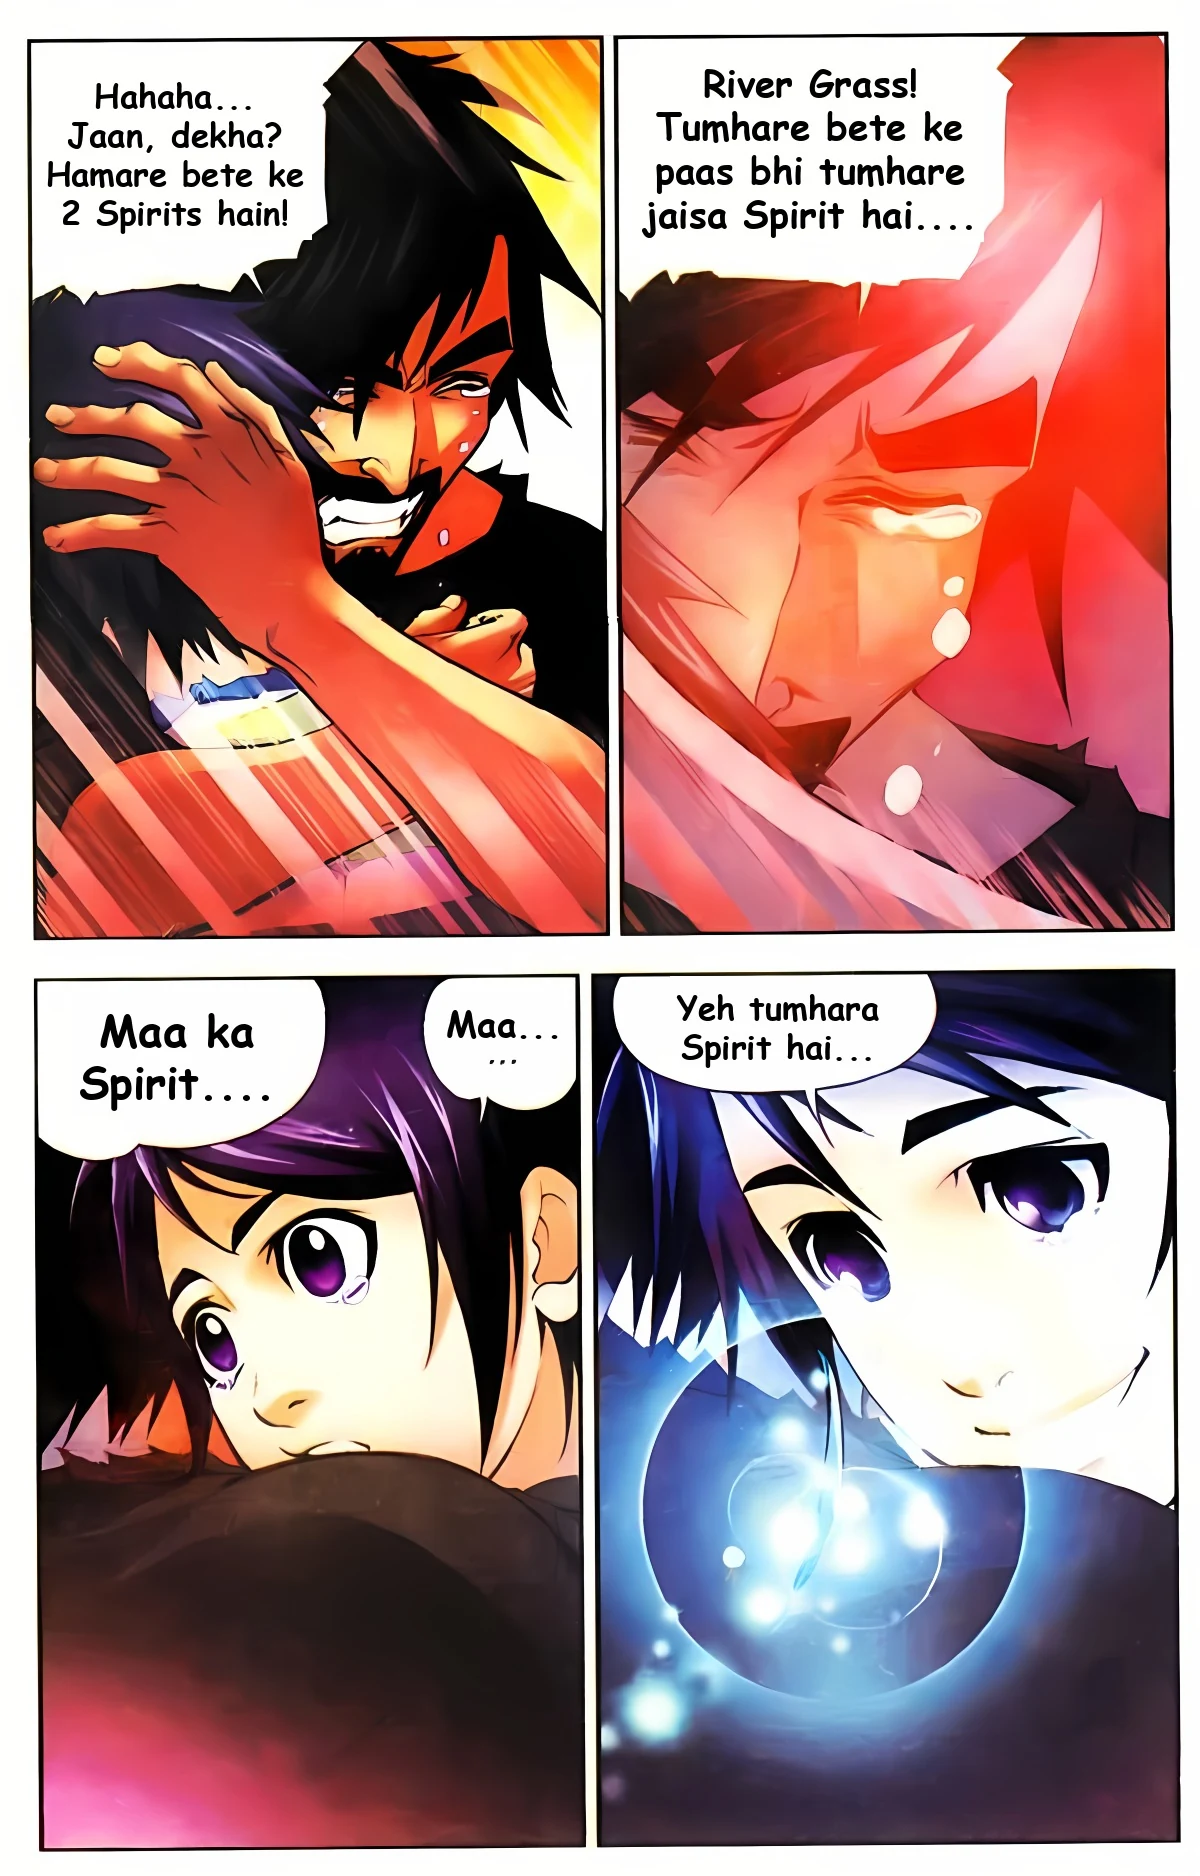 Hahaha...
Jaan, dekha?
Hamare bete ke
2 Spirits hain!
River Grass!
Tumhare bete ke
paas bhi tumhare
jaisa Spirit hai....
Maa ka
Spirit....
Maa...
...
Yeh tumhara
Spirit hai...